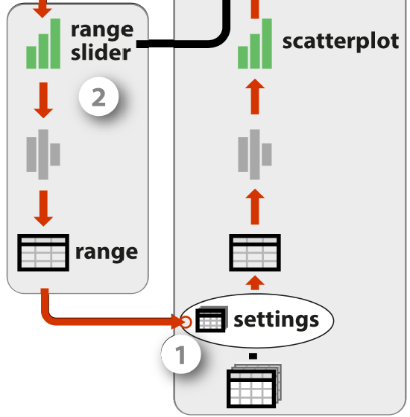 range
slider
scatterplot
2
range
settings
1